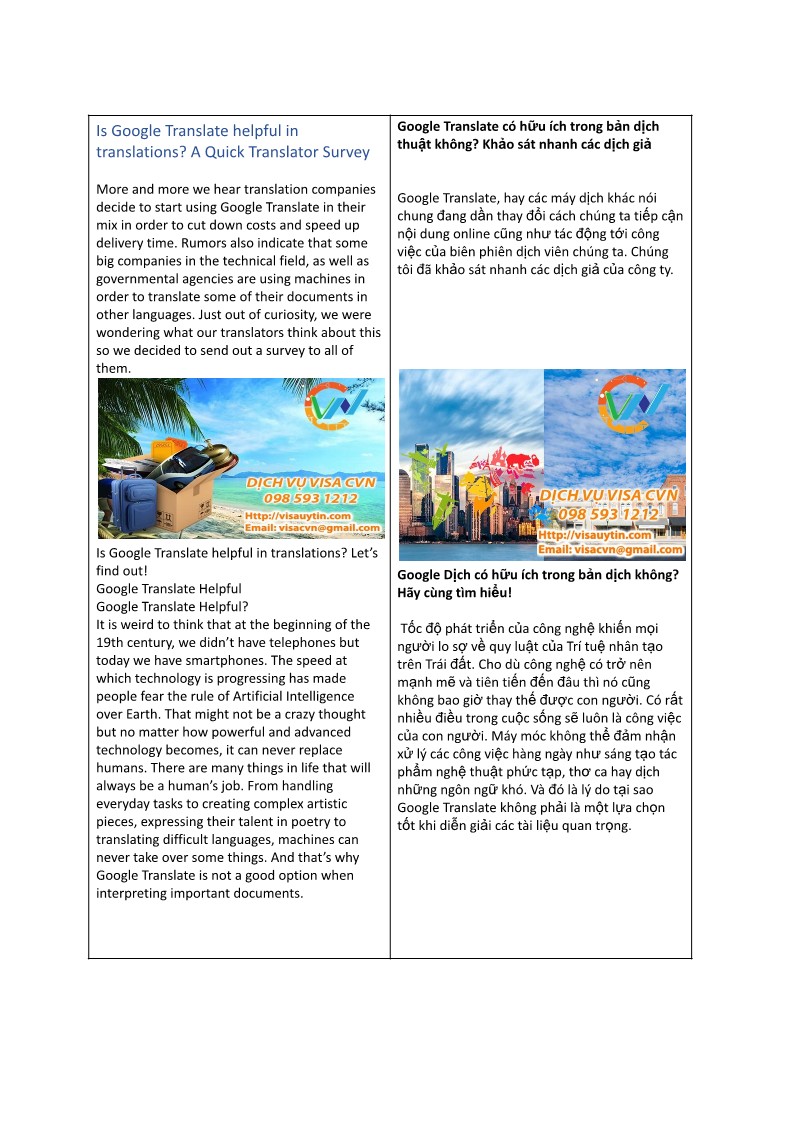 Is Google Translate helpful in
translations? A Quick Translator Survey
More and more we hear translation companies
decide to start using Google Translate in their
mix in order to cut down costs and speed up
delivery time. Rumors also indicate that some
big companies in the technical field, as well as
governmental agencies are using machines in
order to translate some of their documents in
other languages. Just out of curiosity, we were
wondering what our translators think about this
so we decided to send out a survey to all of
them.
CVN
DỊCH VỤ VISA CVN
098 593 1212
Http://visauytin.com
Email: visacvn@gmail.com
Is Google Translate helpful in translations? Let’s
find out!
Google Translate Helpful
Google Translate Helpful?
It is weird to think that at the beginning of the
19th century, we didn’t have telephones but
today we have smartphones. The speed at
which technology is progressing has made
people fear the rule of Artificial Intelligence
over Earth. That might not be a crazy thought
but no matter how powerful and advanced
technology becomes, it can never replace
humans. There are many things in life that will
always be a human’s job. From handling
everyday tasks to creating complex artistic
pieces, expressing their talent in poetry to
translating difficult languages, machines can
never take over some things. And that’s why
Google Translate is not a good option when
interpreting important documents.
Google Translate có hữu ích trong bản dịch
thuật không? Khảo sát nhanh các dịch giả
Google Translate, hay các máy dịch khác nói
chung đang dần thay đổi cách chúng ta tiếp cận
nội dung online cũng như tác động tới công
việc của biên phiên dịch viên chúng ta. Chúng
tôi đã khảo sát nhanh các dịch giả của công ty.
CVN
DỊCH VỤ VISA CVN
098 593 1212
Http://visauytin.com
Email: visacvn@gmail.com
Google Dịch có hữu ích trong bản dịch không?
Hãy cùng tìm hiểu!
Tốc độ phát triển của công nghệ khiến mọi
người lo sợ về quy luật của Trí tuệ nhân tạo
trên Trái đất. Cho dù công nghệ có trở nên
mạnh mẽ và tiên tiến đến đâu thì nó cũng
không bao giờ thay thế được con người. Có rất
nhiều điều trong cuộc sống sẽ luôn là công việc
của con người. Máy móc không thể đảm nhận
xử lý các công việc hàng ngày như sáng tạo tác
phẩm nghệ thuật phức tạp, thơ ca hay dịch
những ngôn ngữ khó. Và đó là lý do tại sao
Google Translate không phải là một lựa chọn
tốt khi diễn giải các tài liệu quan trọng.